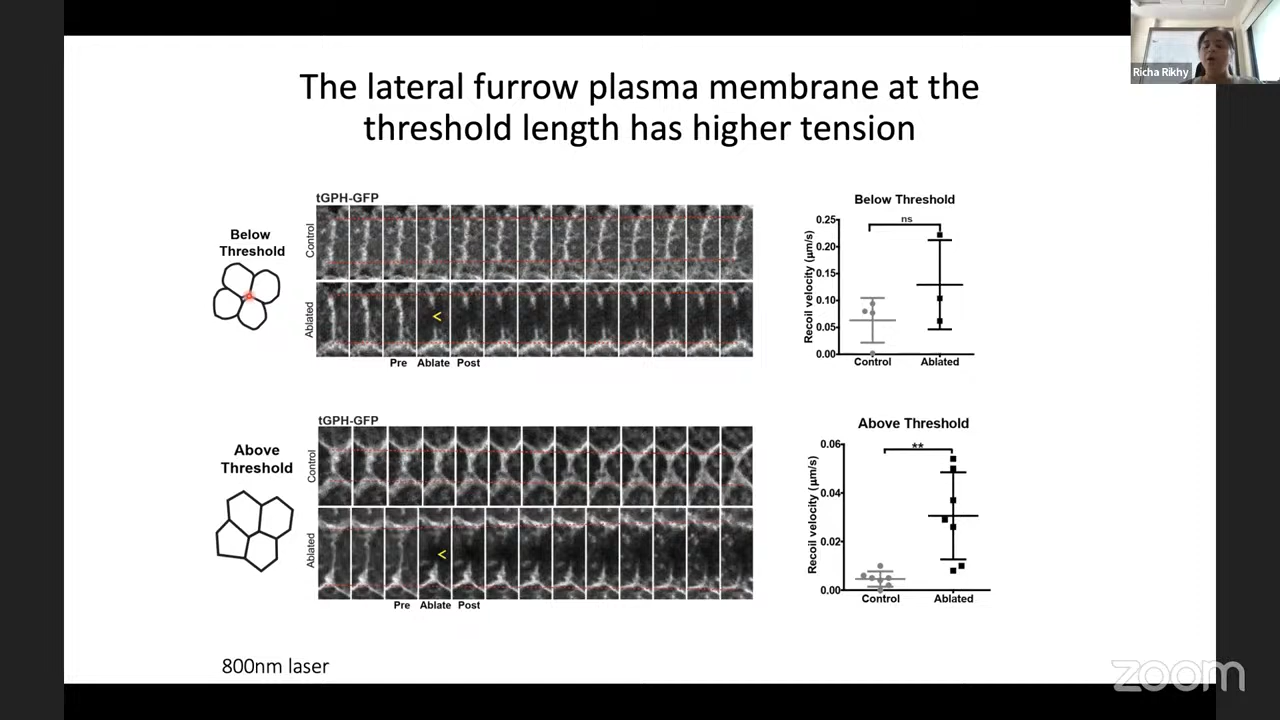 Richa Rikhy
The lateral furrow plasma membrane at the
threshold length has higher tension
tGPH-GFP
Below
Threshold
Control
Ablated
<
Pre Ablate Post
Below Threshold
Recoil velocity (µm/s)
0.25
0.20
0.15
0.10
0.05
0.00
ns
Control Ablated
tGPH-GFP
Above
Threshold
Control
Ablated
<
Pre Ablate Post
Above Threshold
Recoil velocity (µm/s)
0.06
0.04
0.02
0.00
**
Control Ablated
800nm laser
zoom